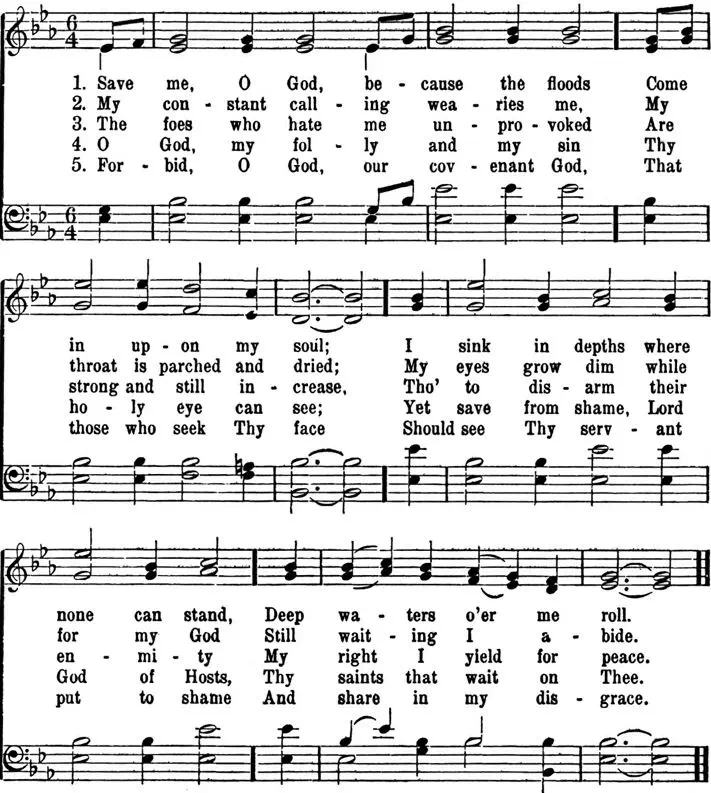 6
4
1. Save me, O God, be - cause the floods Come
2. My con - stant call - ing wea - ries me, My
3. The foes who hate me un - pro - voked Are
4. O God, my fol - ly and my sin Thy
5. For - bid, O God, our cov - enant God, That
6
4
in up - on my soul; I sink in depths where
throat is parched and dried; My eyes grow dim while
strong and still in - crease, Tho' to dis - arm their
ho - ly eye can see; Yet save from shame, Lord
those who seek Thy face Should see Thy serv - ant
none can stand, Deep wa - ters o'er me roll.
for my God Still wait - ing I a - bide.
en - mi - ty My right I yield for peace.
God of Hosts, Thy saints that wait on Thee.
put to shame And share in my dis - grace.